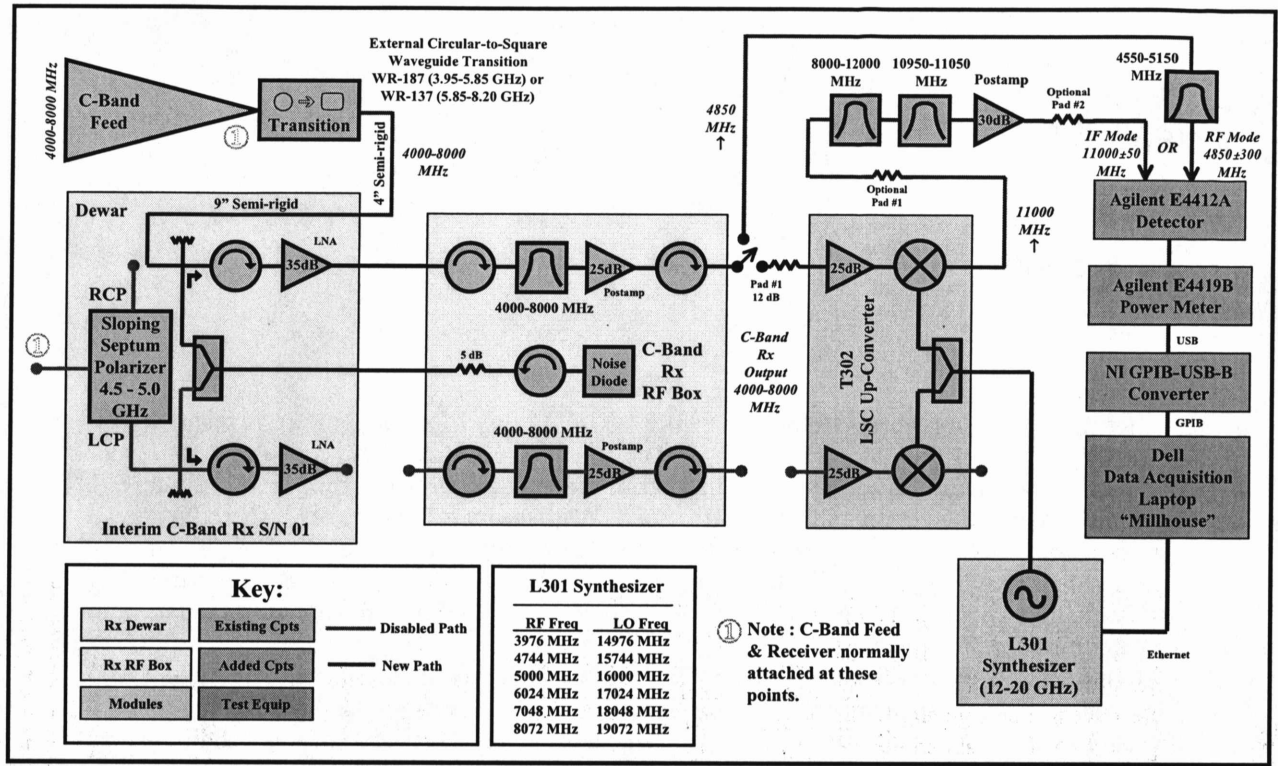 4000-8000 MHz
C-Band
Feed
①
Transition
External Circular-to-Square
Waveguide Transition
WR-187 (3.95-5.85 GHz) or
WR-137 (5.85-8.20 GHz)
4” Semi-rigid
4000-8000
MHz
Dewar
9” Semi-rigid
LNA
35dB
RCP
Sloping
Septum
Polarizer
4.5 - 5.0
GHz
LCP
①
LNA
35dB
Interim C-Band Rx S/N 01
4000-8000 MHz
25dB
Postamp
5 dB
Noise
Diode
C-Band
Rx
RF Box
4000-8000 MHz
Postamp
25dB
4850
MHz
↑
Pad #1
12 dB
C-Band
Rx
Output
4000-8000
MHz
25dB
T302
LSC Up-Converter
25dB
8000-12000
MHz
10950-11050
MHz
Postamp
30dB
Optional
Pad #2
Optional
Pad #1
11000
MHz
↑
4550-5150
MHz
IF Mode
11000±50
MHz
OR
RF Mode
4850±300
MHz
Agilent E4412A
Detector
Agilent E4419B
Power Meter
USB
NI GPIB-USB-B
Converter
GPIB
Dell
Data Acquisition
Laptop
“Millhouse”
Ethernet
L301
Synthesizer
(12-20 GHz)
Key:
Rx Dewar
Existing Cpts
Disabled Path
Rx RF Box
Added Cpts
New Path
Modules
Test Equip
L301 Synthesizer
RF Freq LO Freq
3976 MHz 14976 MHz
4744 MHz 15744 MHz
5000 MHz 16000 MHz
6024 MHz 17024 MHz
7048 MHz 18048 MHz
8072 MHz 19072 MHz
① Note : C-Band Feed
& Receiver normally
attached at these
points.